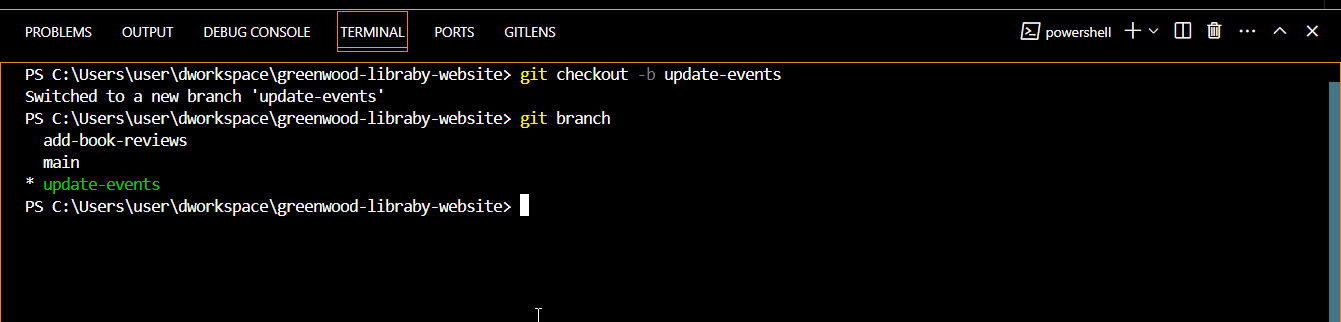 PROBLEMS OUTPUT DEBUG CONSOLE TERMINAL PORTS GITLENS powershell
PS C:\Users\user\dworkspace\greenwood-libraby-website> git checkout -b update-events
Switched to a new branch 'update-events'
PS C:\Users\user\dworkspace\greenwood-libraby-website> git branch
  add-book-reviews
  main
* update-events
PS C:\Users\user\dworkspace\greenwood-libraby-website>